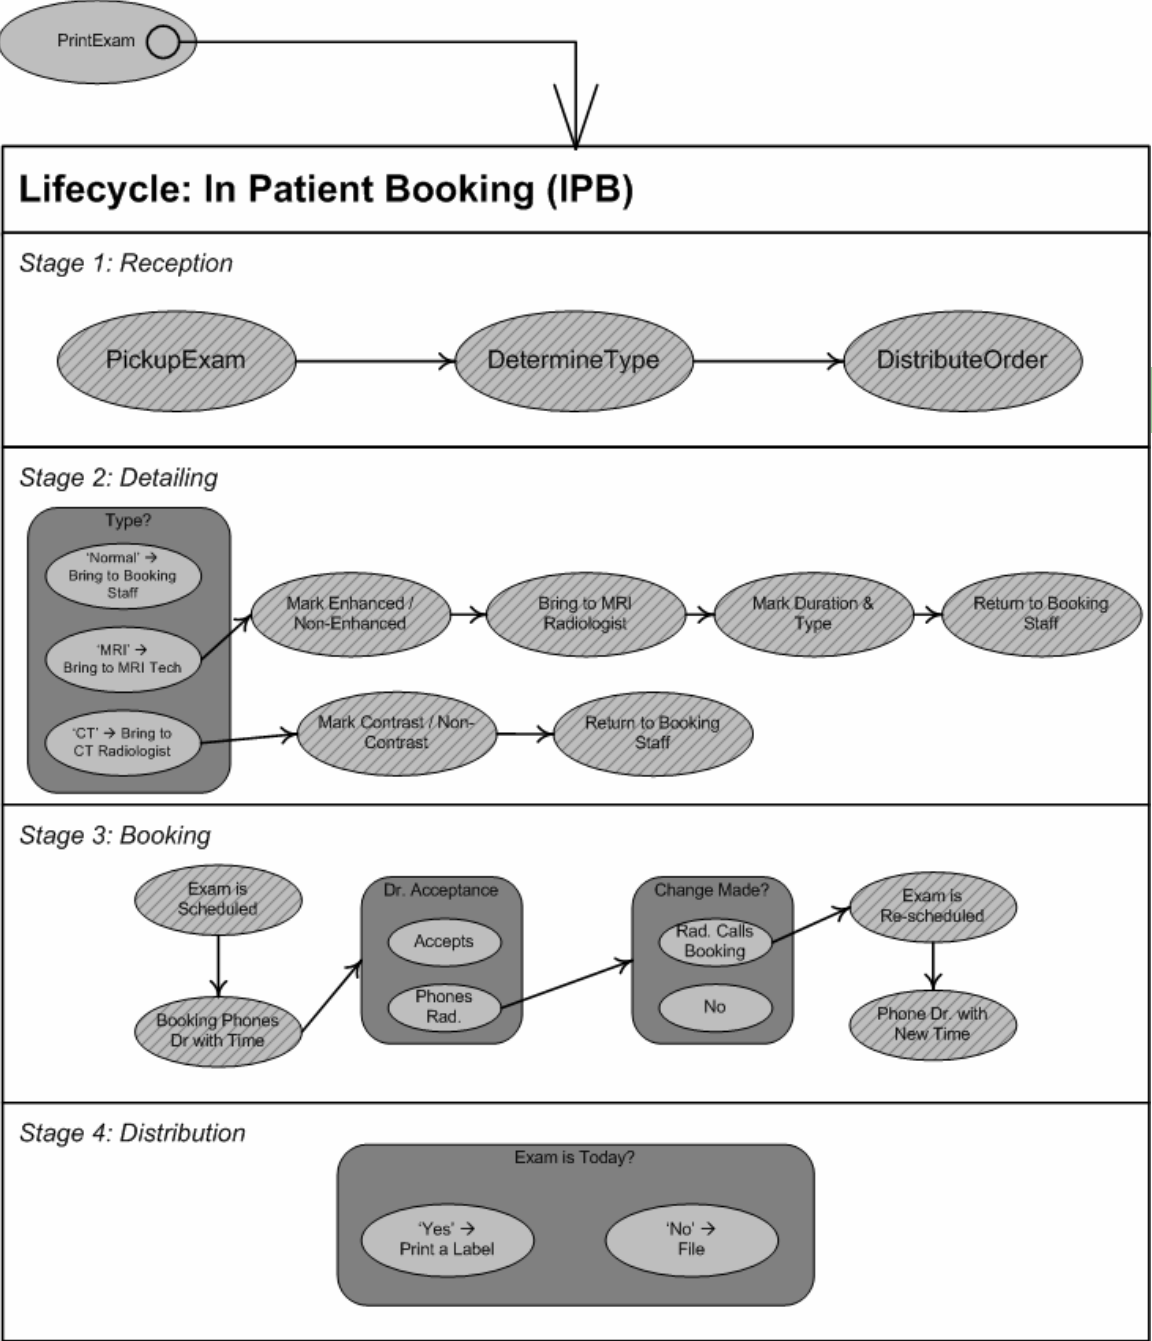 PrintExam
Lifecycle: In Patient Booking (IPB)
Stage 1: Reception
PickupExam
DetermineType
DistributeOrder
Stage 2: Detailing
Type?
‘Normal’ →
Bring to Booking
Staff
‘MRI’ →
Bring to MRI Tech
‘CT’ → Bring to
CT Radiologist
Mark Enhanced /
Non-Enhanced
Bring to MRI
Radiologist
Mark Duration &
Type
Return to Booking
Staff
Mark Contrast / Non-
Contrast
Return to Booking
Staff
Stage 3: Booking
Exam is
Scheduled
Booking Phones
Dr with Time
Dr. Acceptance
Accepts
Phones
Rad.
Change Made?
Rad. Calls
Booking
No
Exam is
Re-scheduled
Phone Dr. with
New Time
Stage 4: Distribution
Exam is Today?
‘Yes’ →
Print a Label
‘No’ →
File